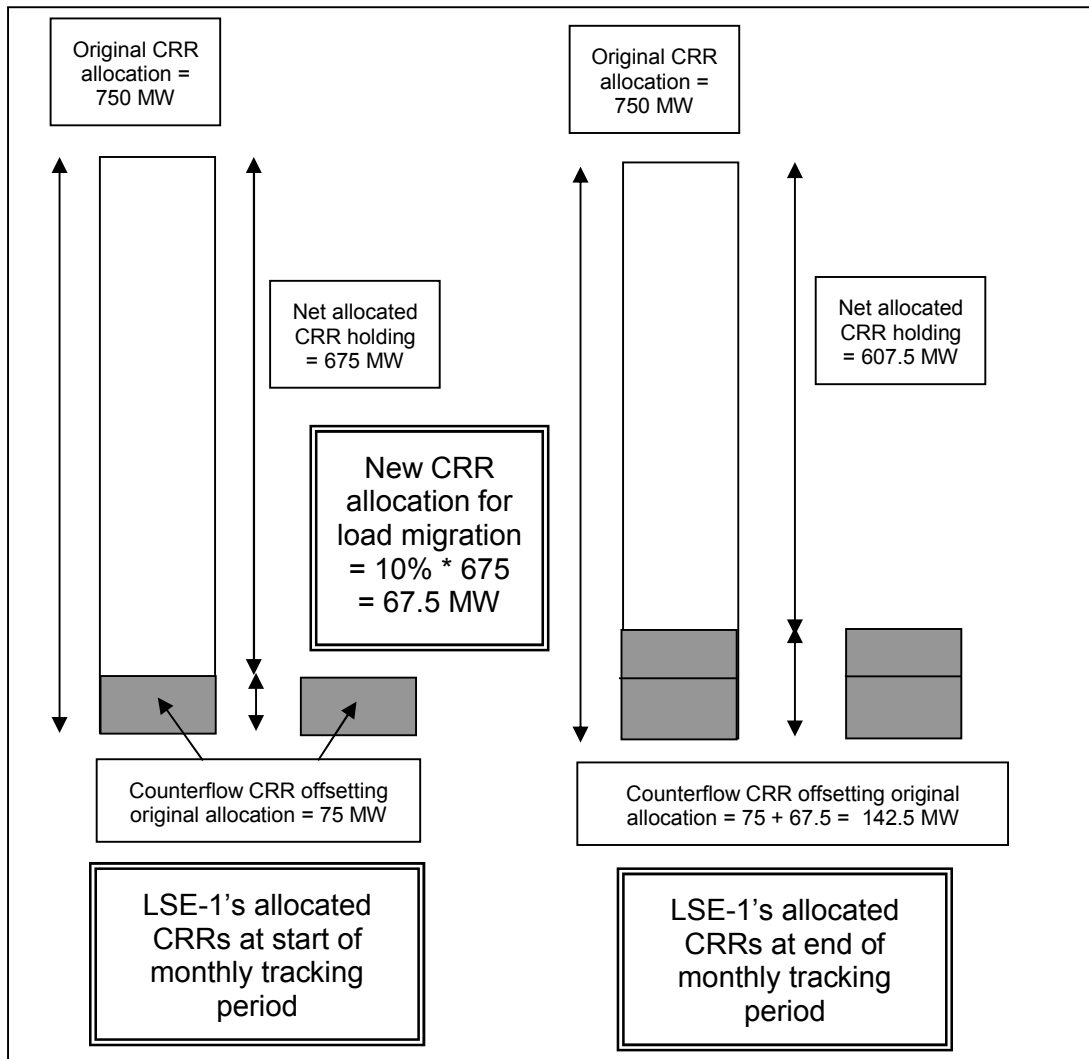 Original CRR
allocation =
750 MW
Original CRR
allocation =
750 MW
Net allocated
CRR holding
= 675 MW
Net allocated
CRR holding
= 607.5 MW
New CRR
allocation for
load migration
= 10% * 675
= 67.5 MW
Counterflow CRR offsetting
original allocation = 75 MW
Counterflow CRR offsetting original
allocation = 75 + 67.5 = 142.5 MW
LSE-1's allocated
CRRs at start of
monthly tracking
period
LSE-1's allocated
CRRs at end of
monthly tracking
period